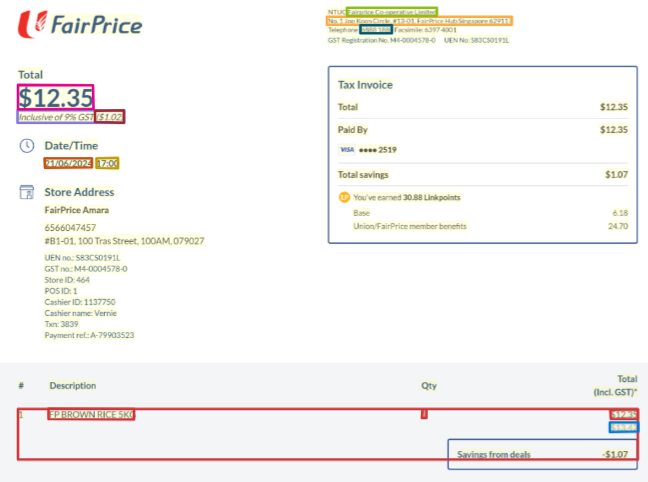 FairPrice
NTUC Fairprice Co-operative Limited
No. 1 Joo Koon Circle, #13-01, FairPrice Hub Singapore 629117
Telephone: 6888 1888 Facsimile: 6397 4001
GST Registration No. M4-0004578-0 UEN No: S83CS0191L
Total
$12.35
Inclusive of 9% GST ($1.02)
Date/Time
21/06/2024 17:00
Store Address
FairPrice Amara
6566047457
#B1-01, 100 Tras Street, 100AM, 079027
UEN no.: S83CS0191L
GST no.: M4-0004578-0
Store ID: 464
POS ID: 1
Cashier ID: 1137750
Cashier name: Vernie
Txn: 3839
Payment ref.: A-79903523
Tax Invoice
Total $12.35
Paid By $12.35
VISA •••• 2519
Total savings $1.07
LP You've earned 30.88 Linkpoints
Base 6.18
Union/FairPrice member benefits 24.70
# Description Qty Total
(Incl. GST)*
1 FP BROWN RICE 5KG 1 $12.35
Savings from deals -$1.07